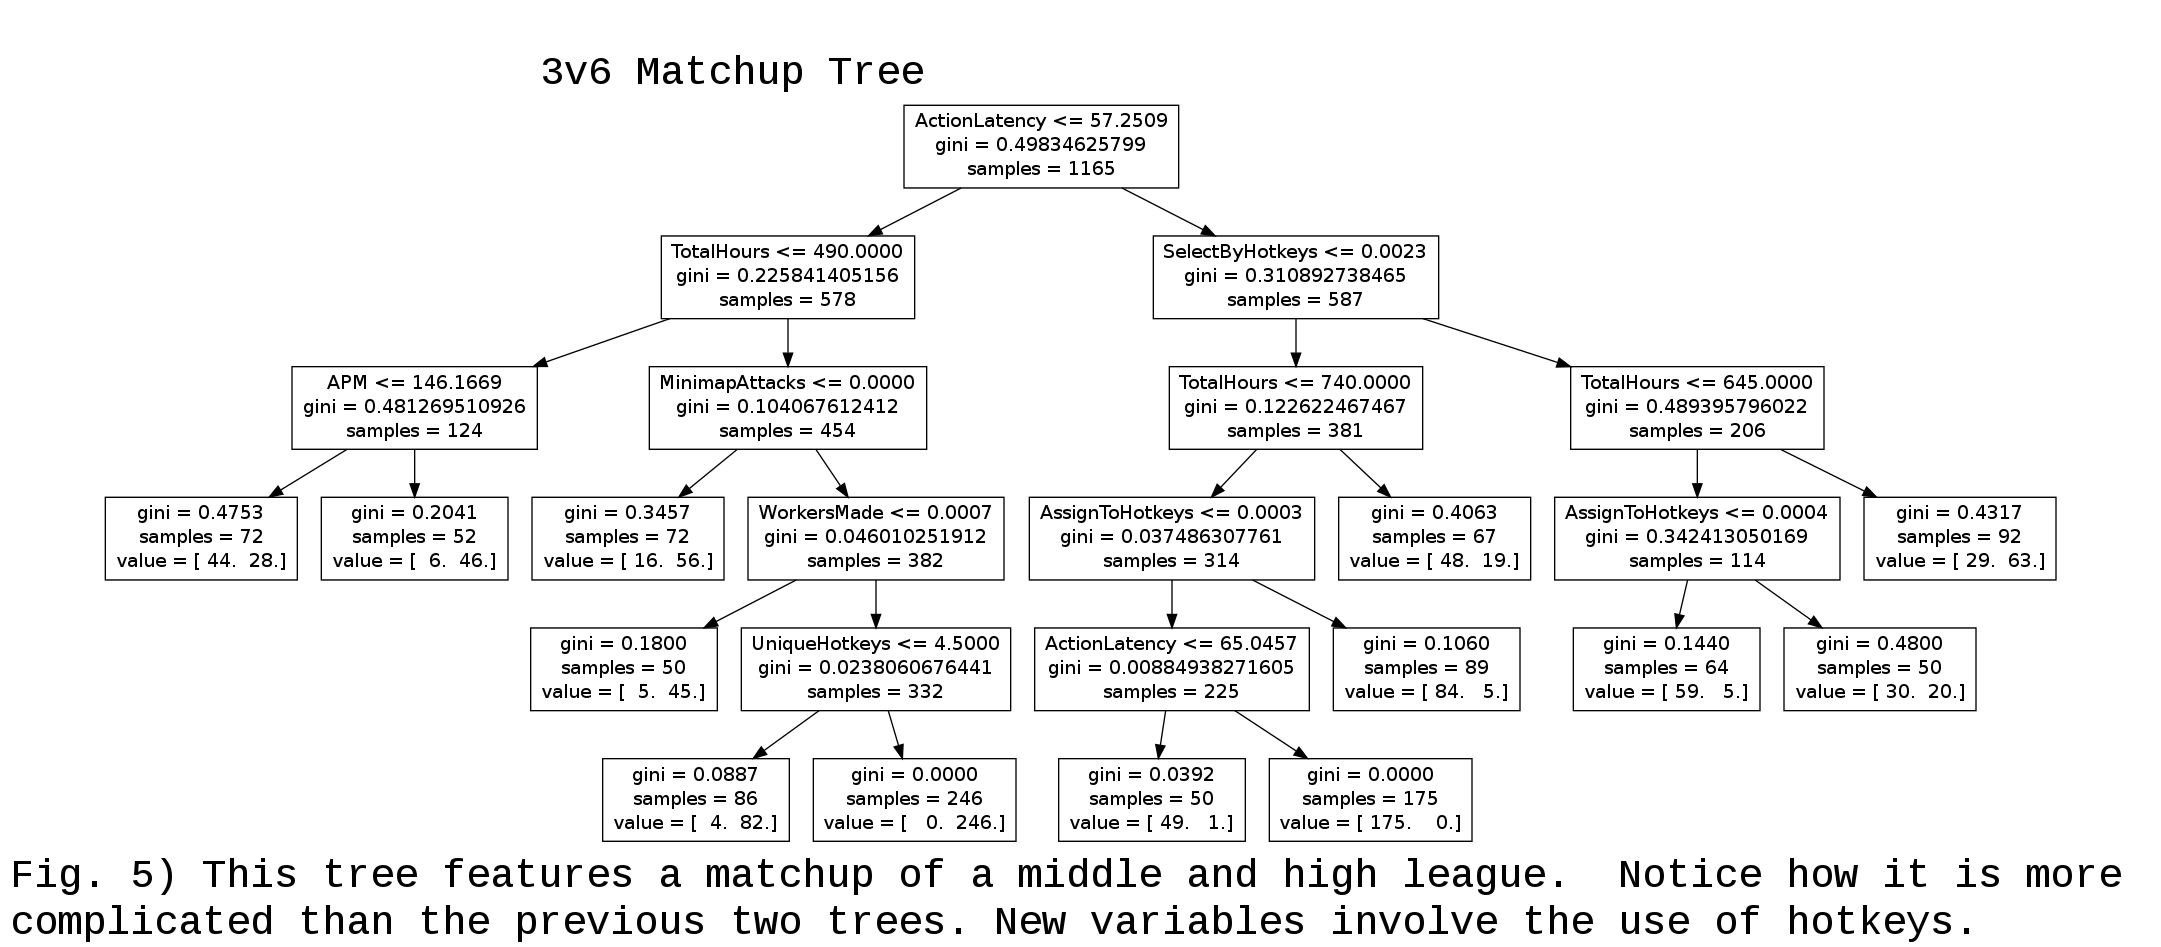 3v6 Matchup Tree
ActionLatency <= 57.2509
gini = 0.49834625799
samples = 1165
TotalHours <= 490.0000
gini = 0.225841405156
samples = 578
SelectByHotkeys <= 0.0023
gini = 0.310892738465
samples = 587
APM <= 146.1669
gini = 0.481269510926
samples = 124
MinimapAttacks <= 0.0000
gini = 0.104067612412
samples = 454
TotalHours <= 740.0000
gini = 0.122622467467
samples = 381
TotalHours <= 645.0000
gini = 0.489395796022
samples = 206
gini = 0.4753
samples = 72
value = [ 44.  28.]
gini = 0.2041
samples = 52
value = [  6.  46.]
gini = 0.3457
samples = 72
value = [ 16.  56.]
WorkersMade <= 0.0007
gini = 0.046010251912
samples = 382
AssignToHotkeys <= 0.0003
gini = 0.037486307761
samples = 314
gini = 0.4063
samples = 67
value = [ 48.  19.]
AssignToHotkeys <= 0.0004
gini = 0.342413050169
samples = 114
gini = 0.4317
samples = 92
value = [ 29.  63.]
gini = 0.1800
samples = 50
value = [  5.  45.]
UniqueHotkeys <= 4.5000
gini = 0.0238060676441
samples = 332
ActionLatency <= 65.0457
gini = 0.00884938271605
samples = 225
gini = 0.1060
samples = 89
value = [ 84.   5.]
gini = 0.1440
samples = 64
value = [ 59.   5.]
gini = 0.4800
samples = 50
value = [ 30.  20.]
gini = 0.0887
samples = 86
value = [  4.  82.]
gini = 0.0000
samples = 246
value = [   0.  246.]
gini = 0.0392
samples = 50
value = [ 49.   1.]
gini = 0.0000
samples = 175
value = [ 175.    0.]
Fig. 5) This tree features a matchup of a middle and high league.  Notice how it is more
complicated than the previous two trees. New variables involve the use of hotkeys.